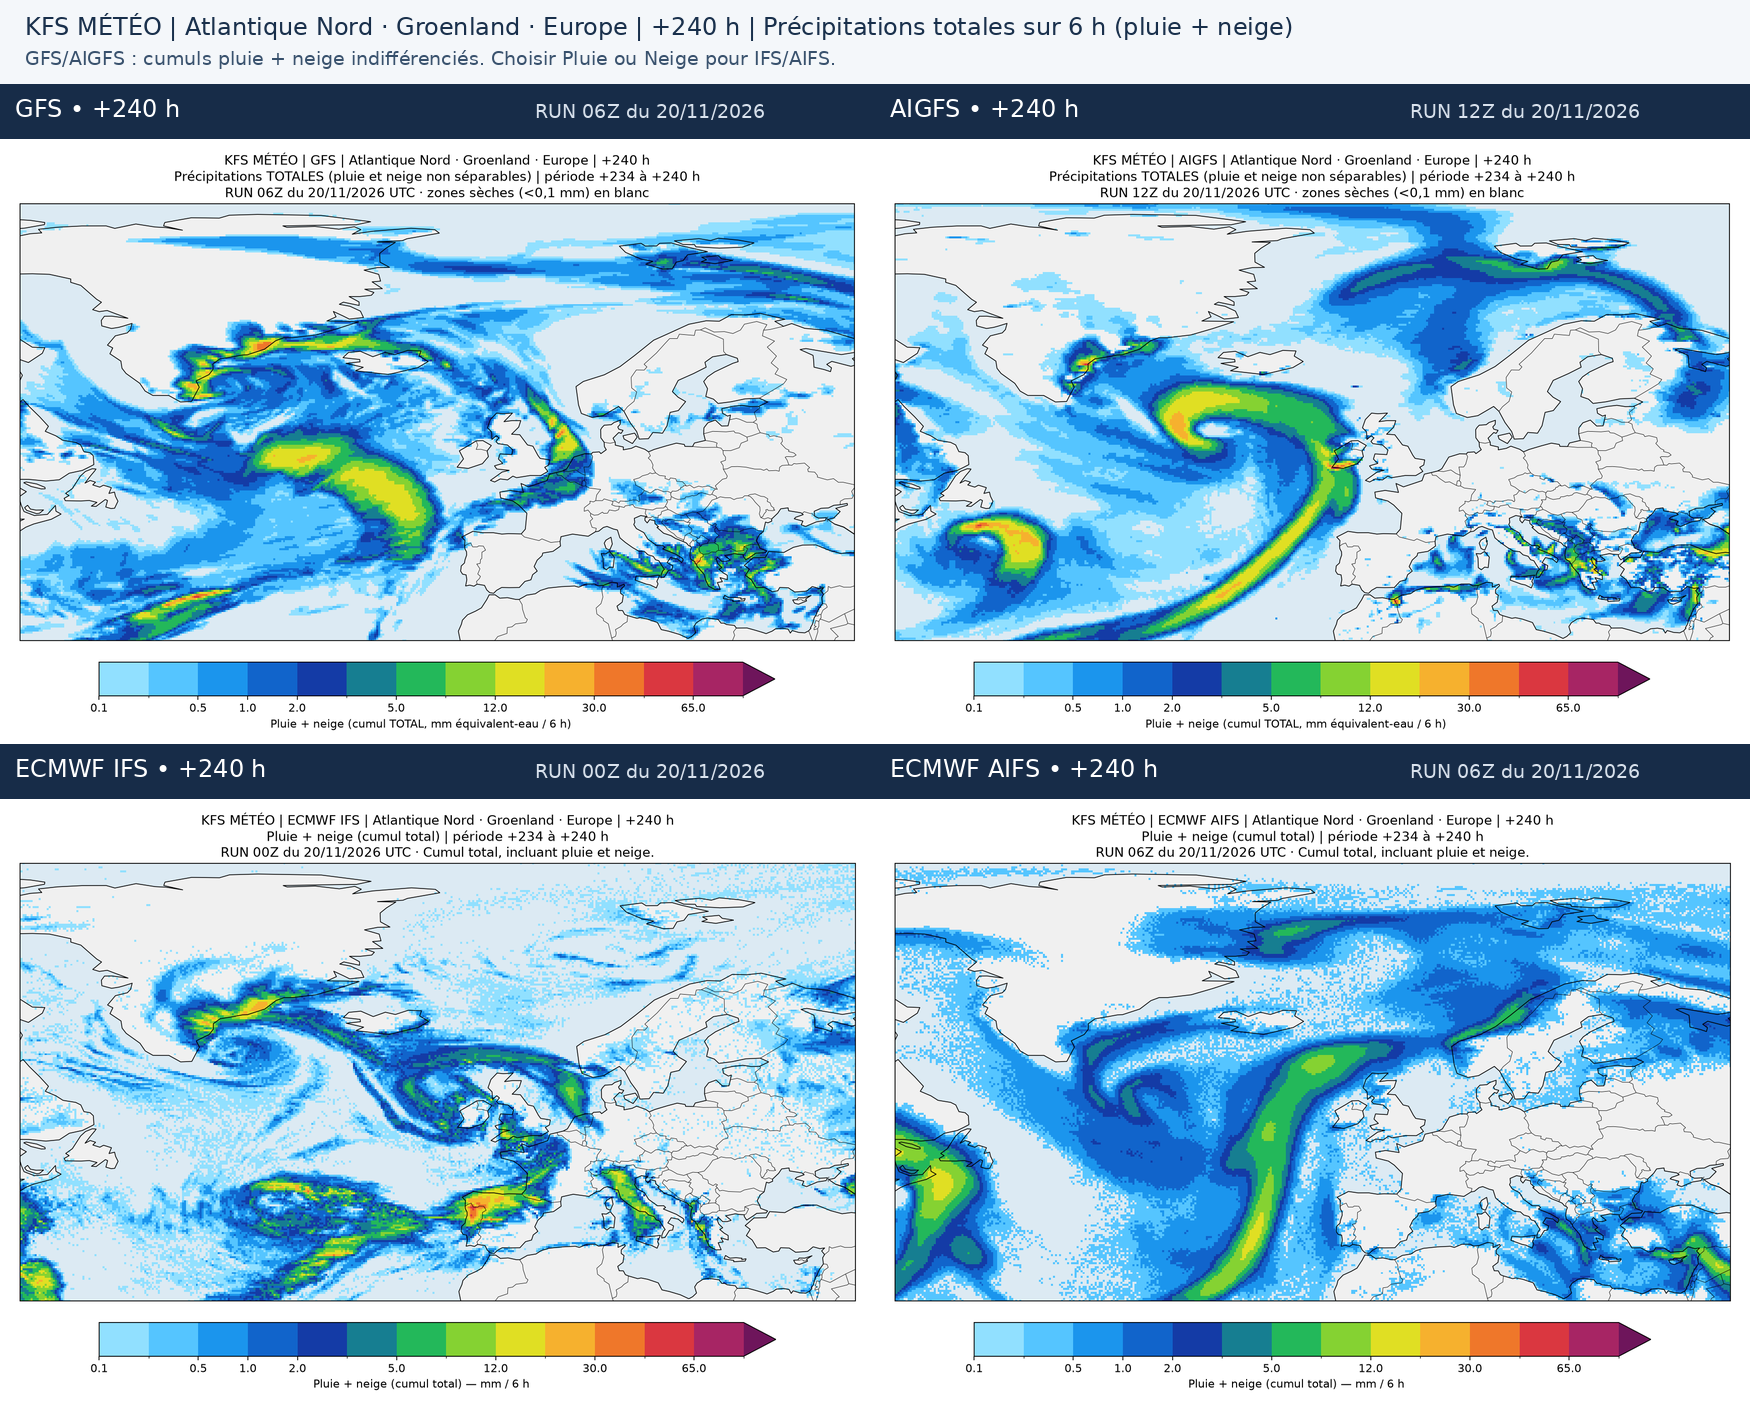 KFS MÉTÉO | Atlantique Nord · Groenland · Europe | +240 h | Précipitations totales sur 6 h (pluie + neige)
GFS/AIGFS : cumuls pluie + neige indifférenciés. Choisir Pluie ou Neige pour IFS/AIFS.
GFS • +240 h
RUN 06Z du 20/11/2026
AIGFS • +240 h
RUN 12Z du 20/11/2026
KFS MÉTÉO | GFS | Atlantique Nord · Groenland · Europe | +240 h
Précipitations TOTALES (pluie et neige non séparables) | période +234 à +240 h
RUN 06Z du 20/11/2026 UTC · zones sèches (<0,1 mm) en blanc
KFS MÉTÉO | AIGFS | Atlantique Nord · Groenland · Europe | +240 h
Précipitations TOTALES (pluie et neige non séparables) | période +234 à +240 h
RUN 12Z du 20/11/2026 UTC · zones sèches (<0,1 mm) en blanc
0.1 0.5 1.0 2.0 5.0 12.0 30.0 65.0
Pluie + neige (cumul TOTAL, mm équivalent-eau / 6 h)
0.1 0.5 1.0 2.0 5.0 12.0 30.0 65.0
Pluie + neige (cumul TOTAL, mm équivalent-eau / 6 h)
ECMWF IFS • +240 h
RUN 00Z du 20/11/2026
ECMWF AIFS • +240 h
RUN 06Z du 20/11/2026
KFS MÉTÉO | ECMWF IFS | Atlantique Nord · Groenland · Europe | +240 h
Pluie + neige (cumul total) | période +234 à +240 h
RUN 00Z du 20/11/2026 UTC · Cumul total, incluant pluie et neige.
KFS MÉTÉO | ECMWF AIFS | Atlantique Nord · Groenland · Europe | +240 h
Pluie + neige (cumul total) | période +234 à +240 h
RUN 06Z du 20/11/2026 UTC · Cumul total, incluant pluie et neige.
0.1 0.5 1.0 2.0 5.0 12.0 30.0 65.0
Pluie + neige (cumul total) — mm / 6 h
0.1 0.5 1.0 2.0 5.0 12.0 30.0 65.0
Pluie + neige (cumul total) — mm / 6 h